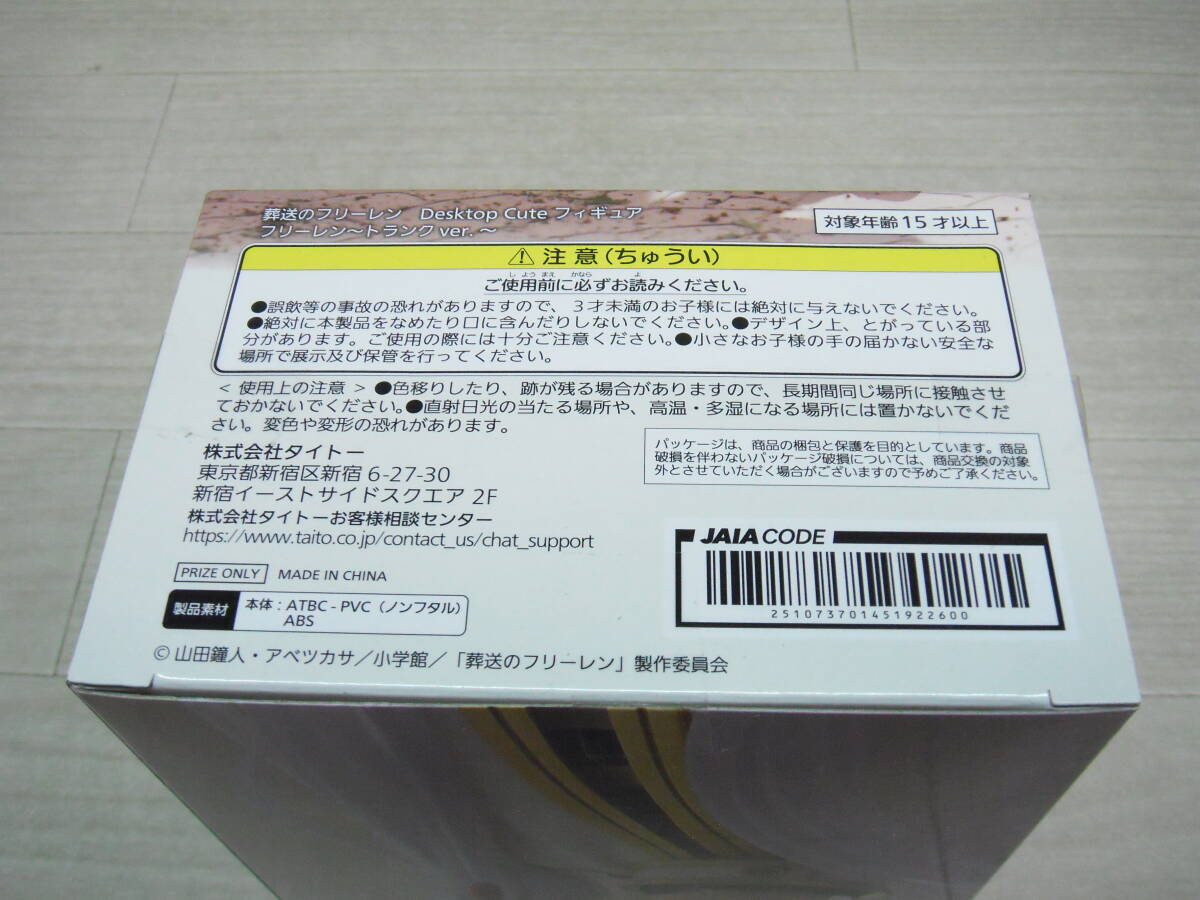 葬送のフリーレン Desktop Cute フィギュア
フリーレン～トランク ver. ～
対象年齢 15 才以上
⚠ 注 意 (ちゅうい)
しようまえ かなら よ
ご使用前に必ずお読みください。
●誤飲等の事故の恐れがありますので、３才未満のお子様には絶対に与えないでください。
●絶対に本製品をなめたり口に含んだりしないでください。●デザイン上、とがっている部
分があります。ご使用の際には十分ご注意ください。●小さなお子様の手の届かない安全な
場所で展示及び保管を行ってください。
< 使用上の注意 > ●色移りしたり、跡が残る場合がありますので、長期間同じ場所に接触させ
ておかないでください。●直射日光の当たる場所や、高温・多湿になる場所には置かないでくだ
さい。変色や変形の恐れがあります。
株式会社タイトー
東京都新宿区新宿 6-27-30
新宿イーストサイドスクエア 2F
株式会社タイトーお客様相談センター
https://www.taito.co.jp/contact_us/chat_support
パッケージは、商品の梱包と保護を目的としています。商品
破損を伴わないパッケージ破損については、商品交換の対象
外とさせていただく場合がございますので予めご了承ください。
PRIZE ONLY MADE IN CHINA
製品素材 本体 : ATBC - PVC（ノンフタル）
ABS
JAIA CODE
251073701451922600
© 山田鐘人・アベツカサ／小学館／「葬送のフリーレン」製作委員会